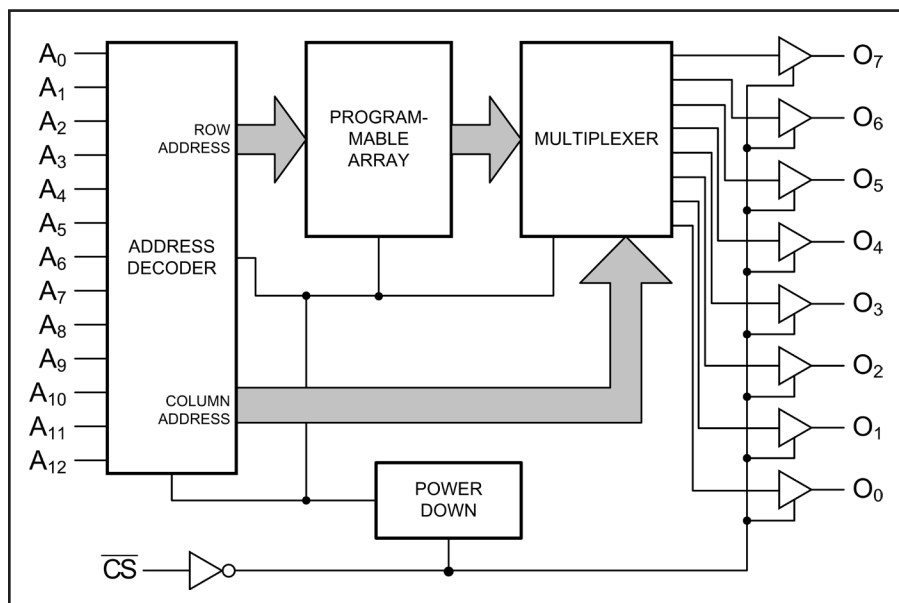 A0
A1
A2
A3
A4
A5
A6
A7
A8
A9
A10
A11
A12
ROW
ADDRESS
ADDRESS
DECODER
COLUMN
ADDRESS
PROGRAM-
MABLE
ARRAY
MULTIPLEXER
POWER
DOWN
CS
O7
O6
O5
O4
O3
O2
O1
O0